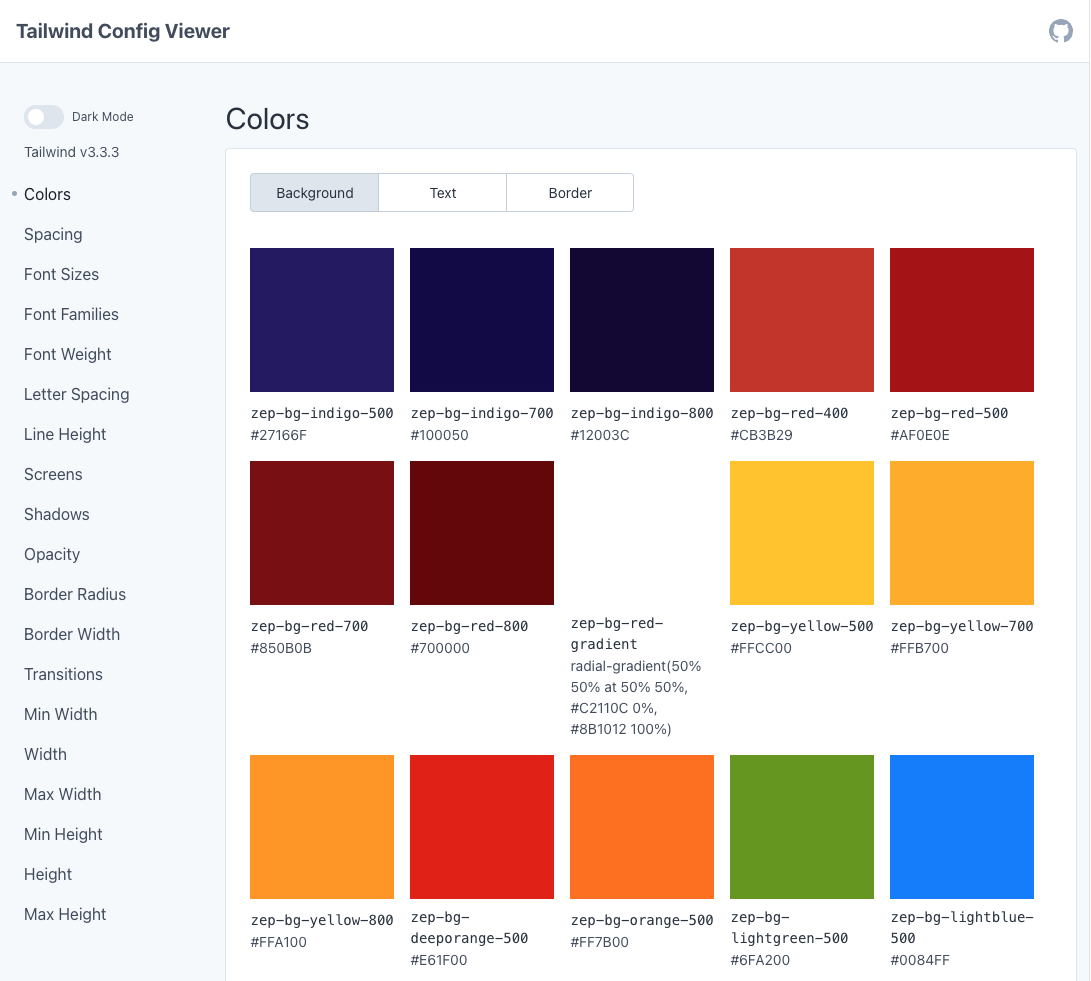 Tailwind Config Viewer
Dark Mode
Tailwind v3.3.3
Colors
Spacing
Font Sizes
Font Families
Font Weight
Letter Spacing
Line Height
Screens
Shadows
Opacity
Border Radius
Border Width
Transitions
Min Width
Width
Max Width
Min Height
Height
Max Height
Colors
Background
Text
Border
zep-bg-indigo-500
#27166F
zep-bg-indigo-700
#100050
zep-bg-indigo-800
#12003C
zep-bg-red-400
#CB3B29
zep-bg-red-500
#AF0E0E
zep-bg-red-700
#850B0B
zep-bg-red-800
#700000
zep-bg-red-
gradient
radial-gradient(50%
50% at 50% 50%,
#C2110C 0%,
#8B1012 100%)
zep-bg-yellow-500
#FFCC00
zep-bg-yellow-700
#FFB700
zep-bg-yellow-800
#FFA100
zep-bg-
deeporange-500
#E61F00
zep-bg-orange-500
#FF7B00
zep-bg-
lightgreen-500
#6FA200
zep-bg-lightblue-
500
#0084FF